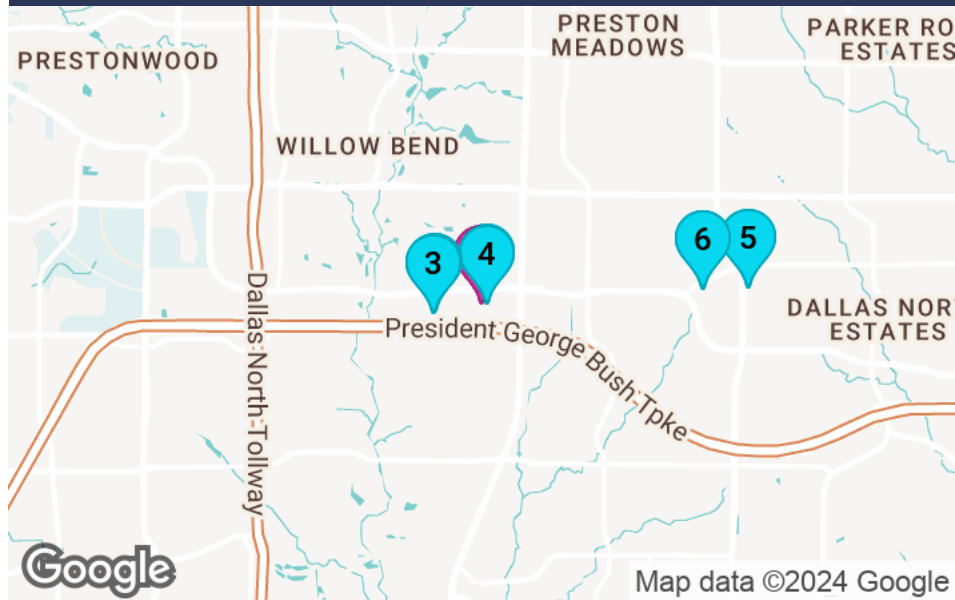 PRESTON
MEADOWS
PARKER RO
ESTATES
PRESTONWOOD
WILLOW BEND
3
4
6
5
DALLAS NOR
ESTATES
President George Bush Tpke
Dallas North Tollway
Google
Map data ©2024 Google